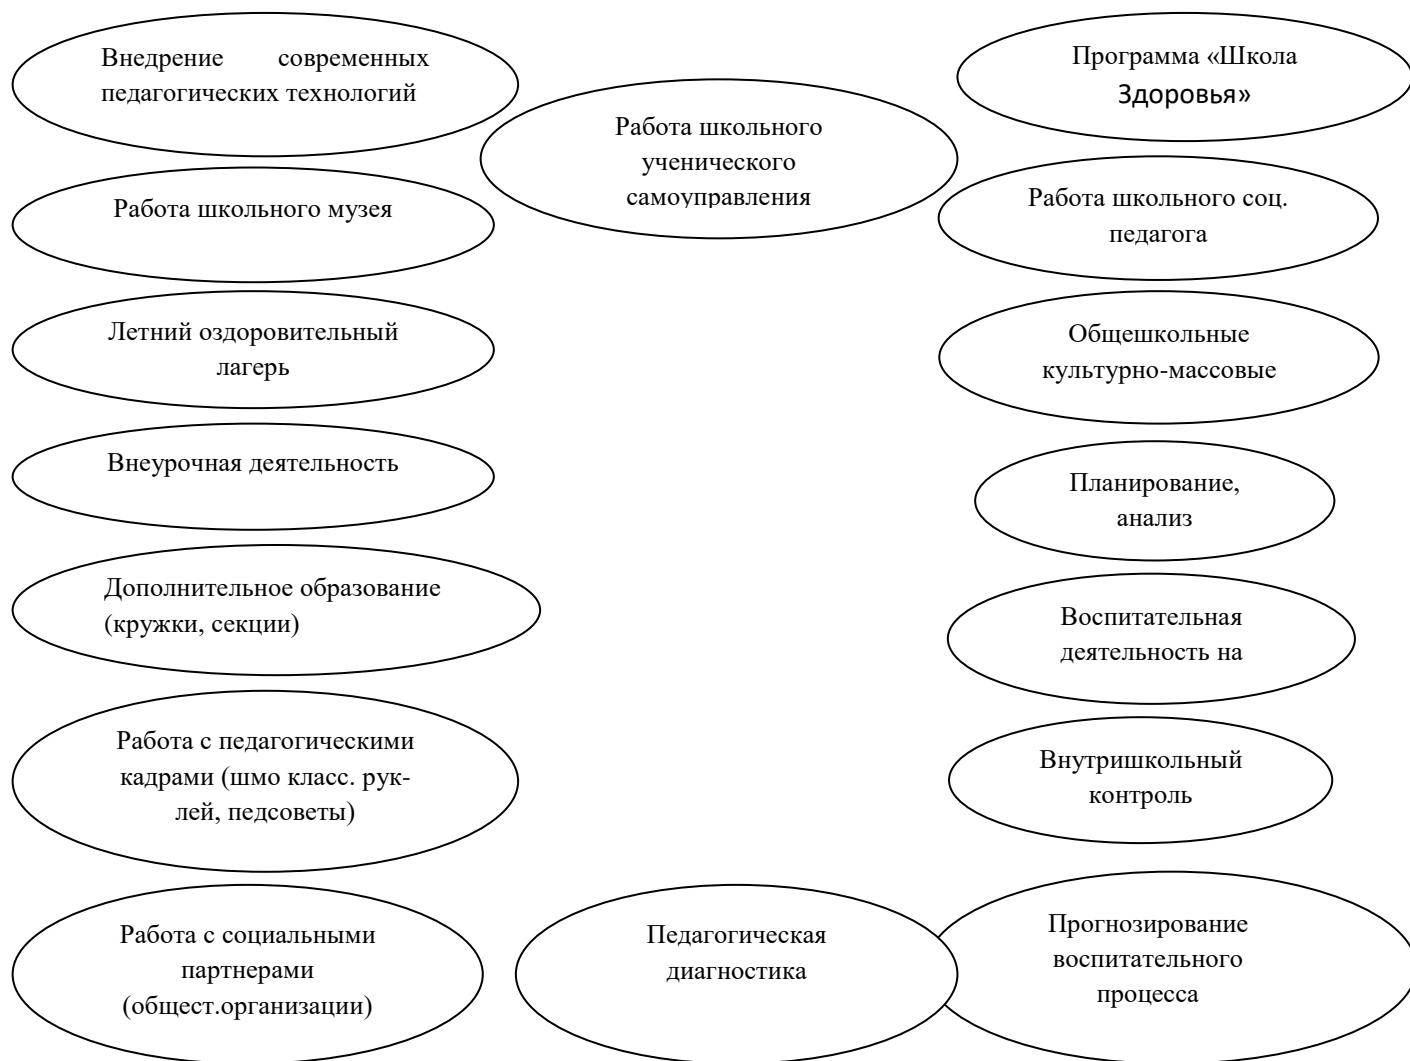 Внедрение современных
педагогических технологий
Работа школьного
ученического
самоуправления
Программа «Школа
Здоровья»
Работа школьного музея
Работа школьного соц.
педагога
Летний оздоровительный
лагерь
Общешкольные
культурно-массовые
Внеурочная деятельность
Планирование,
анализ
Дополнительное образование
(кружки, секции)
Воспитательная
деятельность на
Работа с педагогическими
кадрами (шмо класс. рук-
лей, педсоветы)
Внутришкольный
контроль
Работа с социальными
партнерами
(общест.организации)
Педагогическая
диагностика
Прогнозирование
воспитательного
процесса